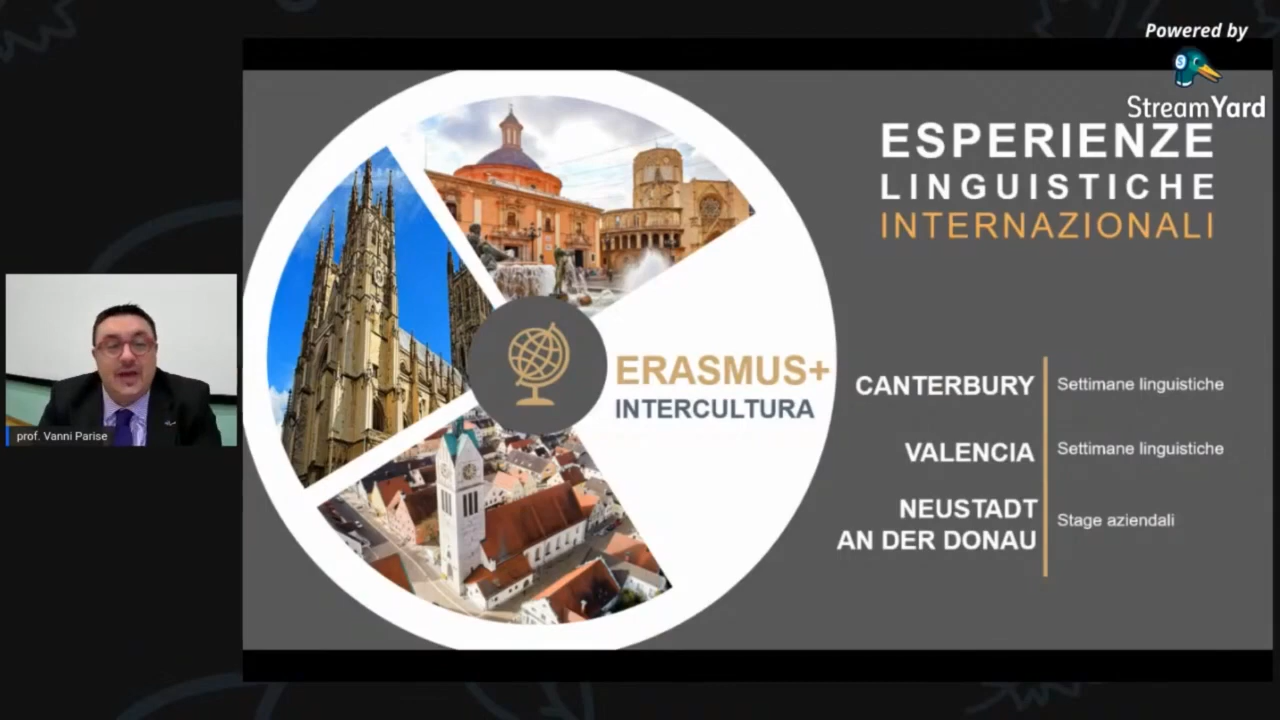 Powered by
StreamYard
ESPERIENZE
LINGUISTICHE
INTERNAZIONALI
ERASMUS+
INTERCULTURA
CANTERBURY Settimane linguistiche
VALENCIA Settimane linguistiche
NEUSTADT
AN DER DONAU Stage aziendali
prof. Vanni Parise